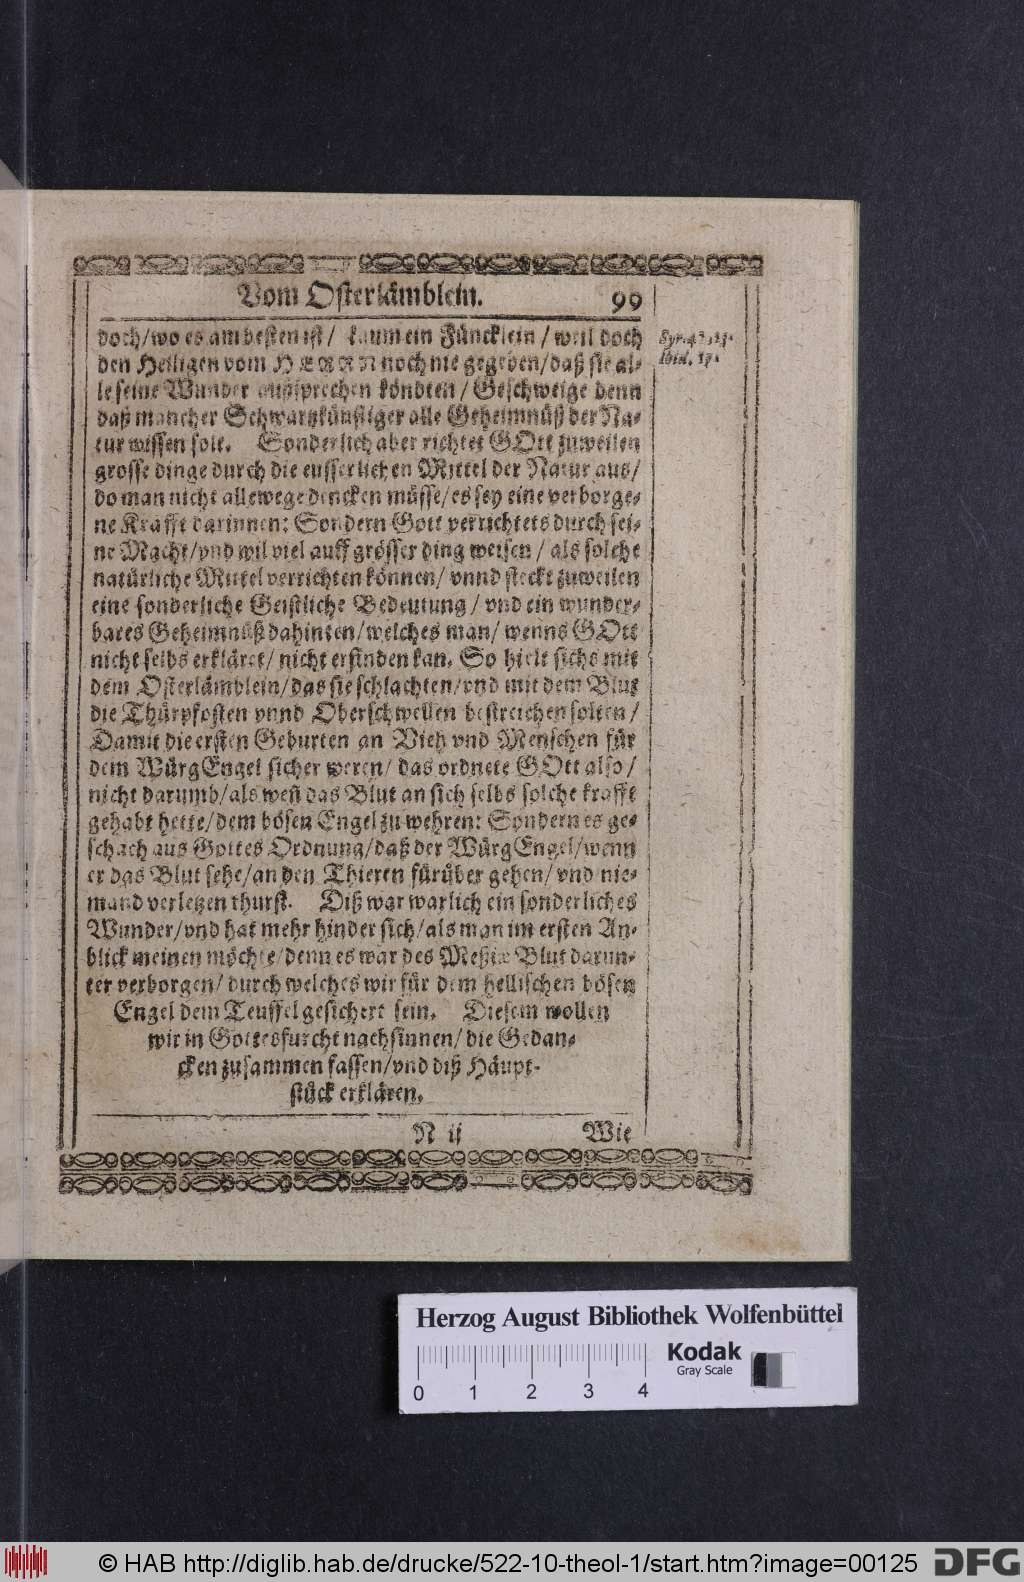 Vom Osterlämblein. 99
doch/wo es am besten ist/ kaum ein Füncklein/weil doch
den Heiligen vom HERRN noch nie gegeben/daß sie al-
le seine Wunder außsprechen köndten/Geschweige denn
daß mancher Schwartzkünstiger alle Geheimnüß der Na-
tur wissen solt. Sonderlich aber richtet GOtt zuweilen
grosse dinge durch die eusserlichen Mittel der Natur aus/
do man nicht allewege dencken müsse/es sey eine verborge-
ne Krafft darinnen: Sondern Gott verrichtets durch sei-
ne Macht/vnd wil viel auff grösser ding weisen/als solche
natürliche Mittel verrichten können/vnnd steckt zuweilen
eine sonderliche Geistliche Bedeutung/vnd ein wunder-
bares Geheimnüß dahinten/welches man/wenns GOtt
nicht selbs erkläret/nicht erfinden kan. So hielt sichs mit
dem Osterlämblein/das sie schlachten/vnd mit dem Blut
die Thürpfosten vnnd Oberschwellen bestreichen solten/
Damit die ersten Geburten an Vieh vnd Menschen für
dem WürgEngel sicher weren/das ordnete GOtt also/
nicht darumb/als west das Blut an sich selbs solche krafft
gehabt hette/dem bösen Engel zu wehren: Sondern es ge-
schach aus Gottes Ordnung/daß der WürgEngel/wenn
er das Blut sehe/an den Thieren fürüber gehen/vnd nie-
mand verletzen thurst. Diß war warlich ein sonderliches
Wunder/vnd hat mehr hinder sich/als man im ersten An-
blick meinen möchte/denn es war des Meßiæ Blut darun-
ter verborgen/durch welches wir für dem hellischen bösen
Engel dem Teuffel gesichert sein. Diesem wollen
wir in Gottesfurcht nachsinnen/die Gedan-
cken zusammen fassen/vnd diß Häupt-
stück erklären.
N ij Wie
Ibid. 17.
Herzog August Bibliothek Wolfenbüttel
Kodak
Gray Scale
0 1 2 3 4
© HAB http://diglib.hab.de/drucke/522-10-theol-1/start.htm?image=00125
DFG